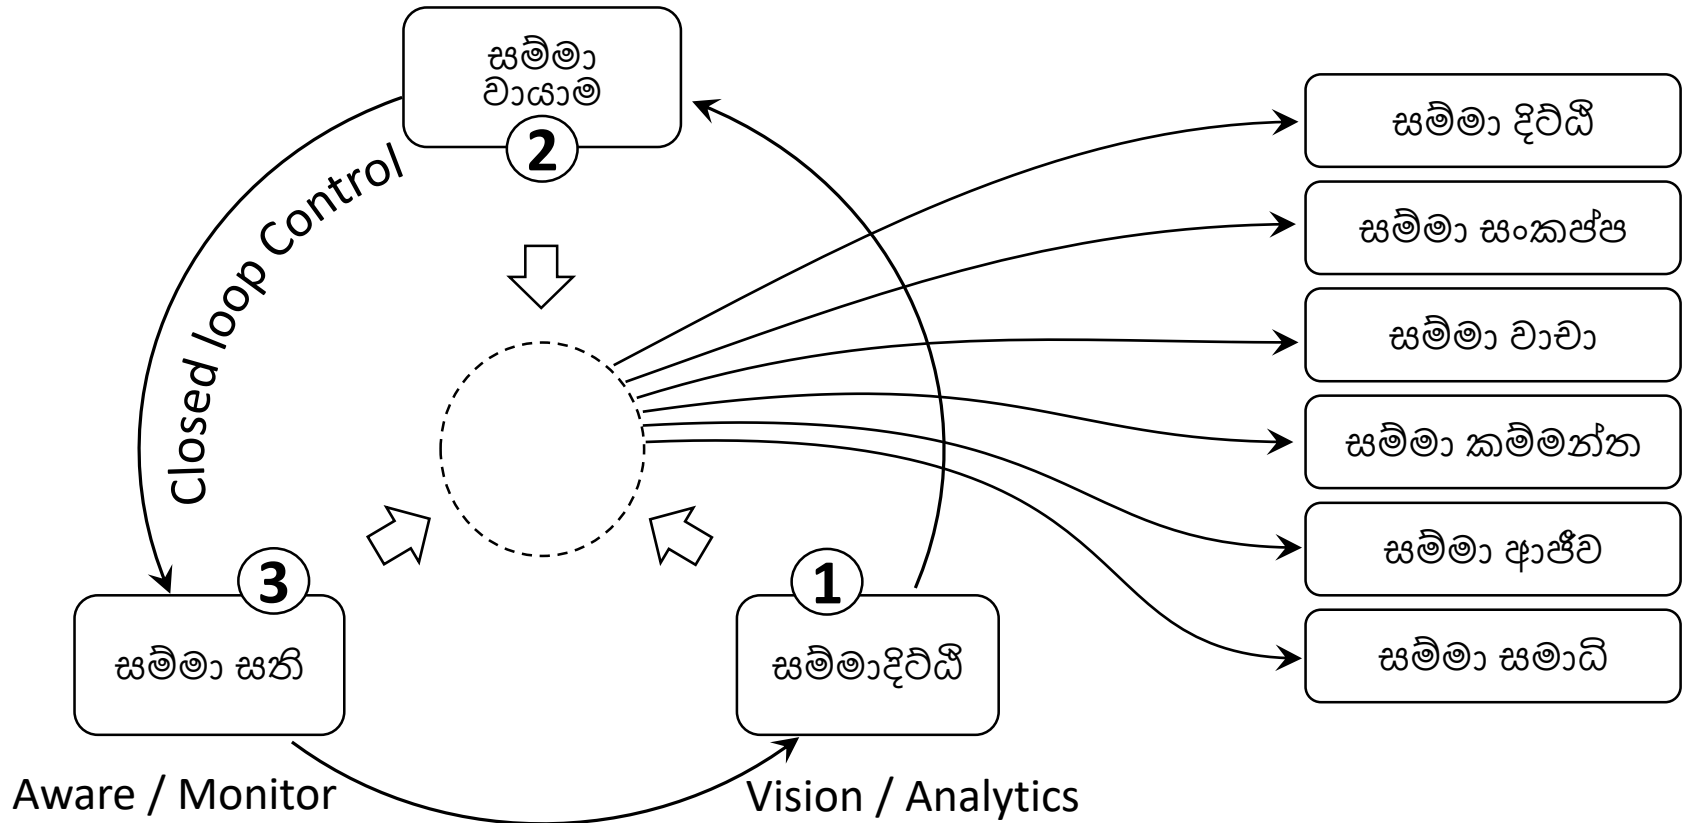 සම්මා
වායාම
2
Closed loop Control
3
සම්මා සති
Aware / Monitor
1
සම්මාදිට්ඨි
Vision / Analytics
සම්මා දිට්ඨි
සම්මා සංකප්ප
සම්මා වාචා
සම්මා කම්මන්ත
සම්මා ආජීව
සම්මා සමාධි